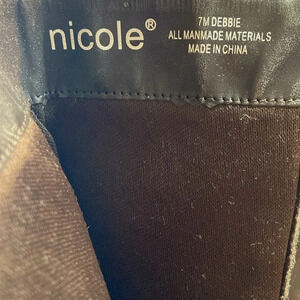 nicole®
7M DEBBIE
ALL MANMADE MATERIALS
MADE IN CHINA